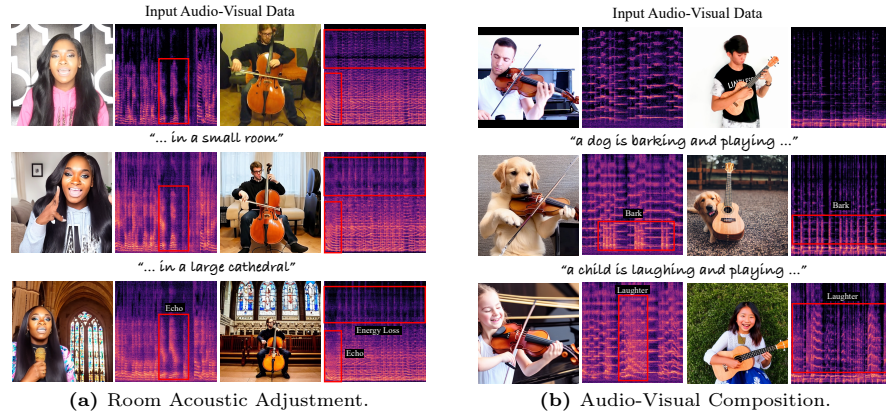 Input Audio-Visual Data
"... in a small room"
"... in a large cathedral"
Echo
Energy Loss
Echo
(a) Room Acoustic Adjustment.
Input Audio-Visual Data
"a dog is barking and playing ..."
Bark
Bark
"a child is laughing and playing ..."
Laughter
Laughter
(b) Audio-Visual Composition.